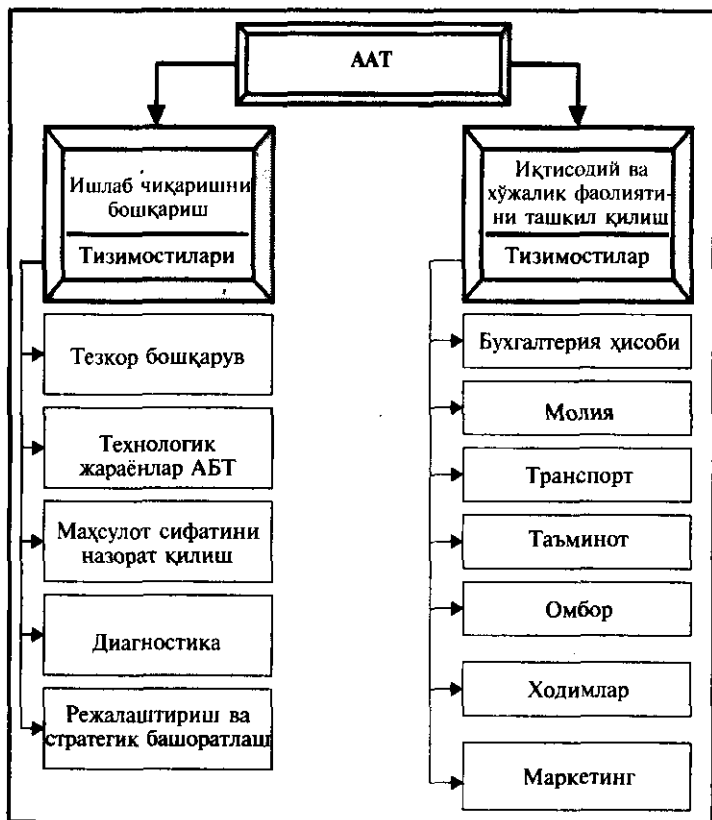 ААТ
Ишлаб чиқаришни
бошқариш
Тизимостилари
Тезкор бошқарув
Технологик
жараёнлар АБТ
Маҳсулот сифатини
назорат қилиш
Диагностика
Режалаштириш ва
стратегик башоратлаш
Иқтисодий ва
хўжалик фаолияти-
ни ташкил қилиш
Тизимостилар
Бухгалтерия ҳисоби
Молия
Транспорт
Таъминот
Омбор
Ходимлар
Маркетинг